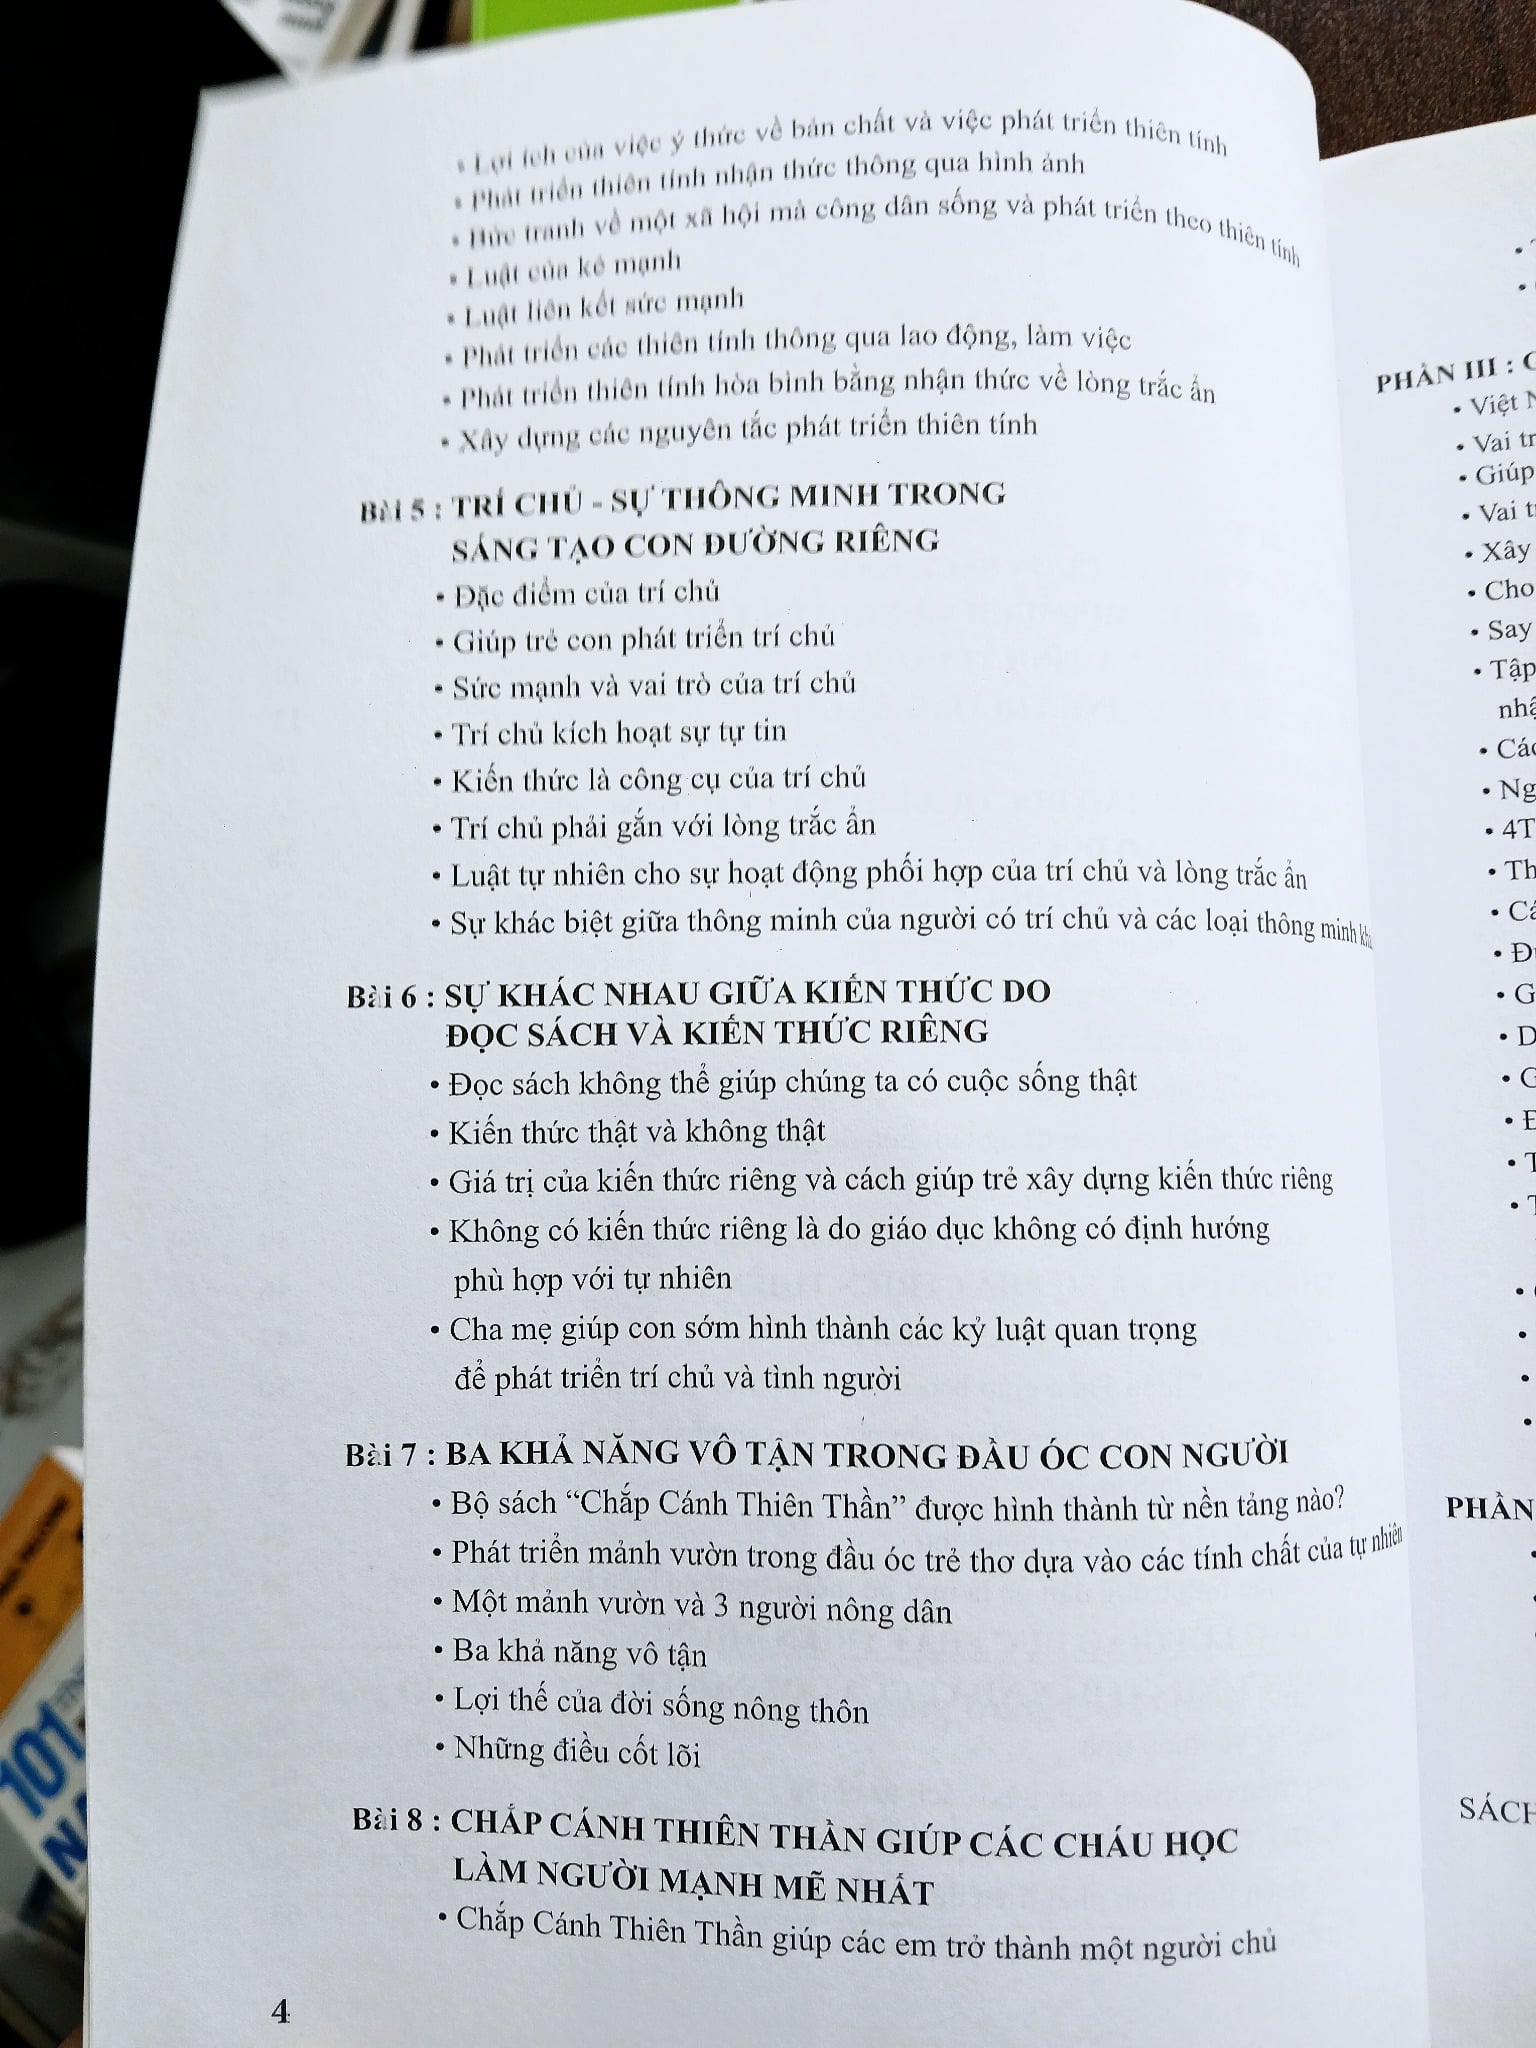 • Lợi ích của việc ý thức về bản chất và việc phát triển thiên tính
• Phát triển thiên tính nhận thức thông qua hình ảnh
• Bức tranh về một xã hội mà công dân sống và phát triển theo thiên tính
• Luật của kẻ mạnh
• Luật liên kết sức mạnh
• Phát triển các thiên tính thông qua lao động, làm việc
• Phát triển thiên tính hòa bình bằng nhận thức về lòng trắc ẩn
• Xây dựng các nguyên tắc phát triển thiên tính
Bài 5 : TRÍ CHỦ - SỰ THÔNG MINH TRONG
SÁNG TẠO CON ĐƯỜNG RIÊNG
• Đặc điểm của trí chủ
• Giúp trẻ con phát triển trí chủ
• Sức mạnh và vai trò của trí chủ
• Trí chủ kích hoạt sự tự tin
• Kiến thức là công cụ của trí chủ
• Trí chủ phải gắn với lòng trắc ẩn
• Luật tự nhiên cho sự hoạt động phối hợp của trí chủ và lòng trắc ẩn
• Sự khác biệt giữa thông minh của người có trí chủ và các loại thông minh
Bài 6 : SỰ KHÁC NHAU GIỮA KIẾN THỨC DO
ĐỌC SÁCH VÀ KIẾN THỨC RIÊNG
• Đọc sách không thể giúp chúng ta có cuộc sống thật
• Kiến thức thật và không thật
• Giá trị của kiến thức riêng và cách giúp trẻ xây dựng kiến thức riêng
• Không có kiến thức riêng là do giáo dục không có định hướng
phù hợp với tự nhiên
• Cha mẹ giúp con sớm hình thành các kỷ luật quan trọng
để phát triển trí chủ và tình người
Bài 7 : BA KHẢ NĂNG VÔ TẬN TRONG ĐẦU ÓC CON NGƯỜI
• Bộ sách “Chắp Cánh Thiên Thần” được hình thành từ nền tảng nào?
• Phát triển mảnh vườn trong đầu óc trẻ thơ dựa vào các tính chất của tự nhiên
• Một mảnh vườn và 3 người nông dân
• Ba khả năng vô tận
• Lợi thế của đời sống nông thôn
• Những điều cốt lõi
Bài 8 : CHẮP CÁNH THIÊN THẦN GIÚP CÁC CHÁU HỌC
LÀM NGƯỜI MẠNH MẼ NHẤT
• Chắp Cánh Thiên Thần giúp các em trở thành một người chủ
4
PHẦN III :
• Việt
• Vai
• Giúp
• Vai
• Xây
• Cho
• Say
• Tập
• 4T
PHẦN
101